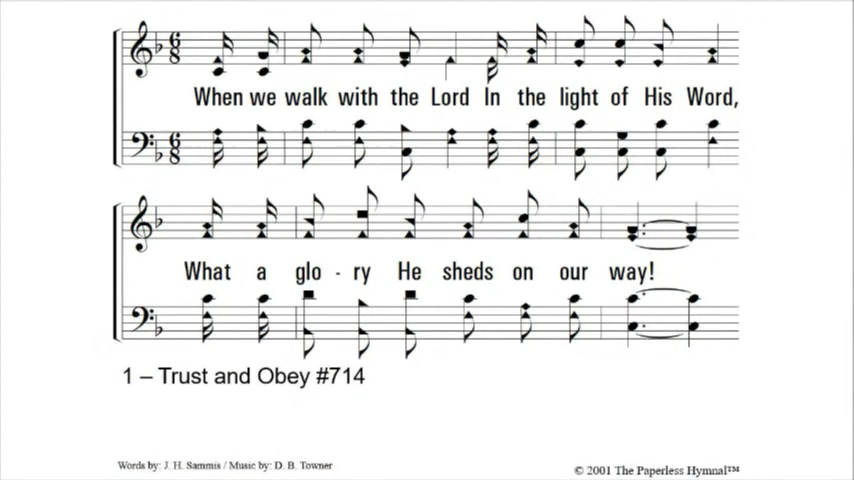 When we walk with the Lord In the light of His Word,
What a glo - ry He sheds on our way!
1 – Trust and Obey #714
Words by: J. H. Sammis / Music by: D. B. Towner
© 2001 The Paperless Hymnal™